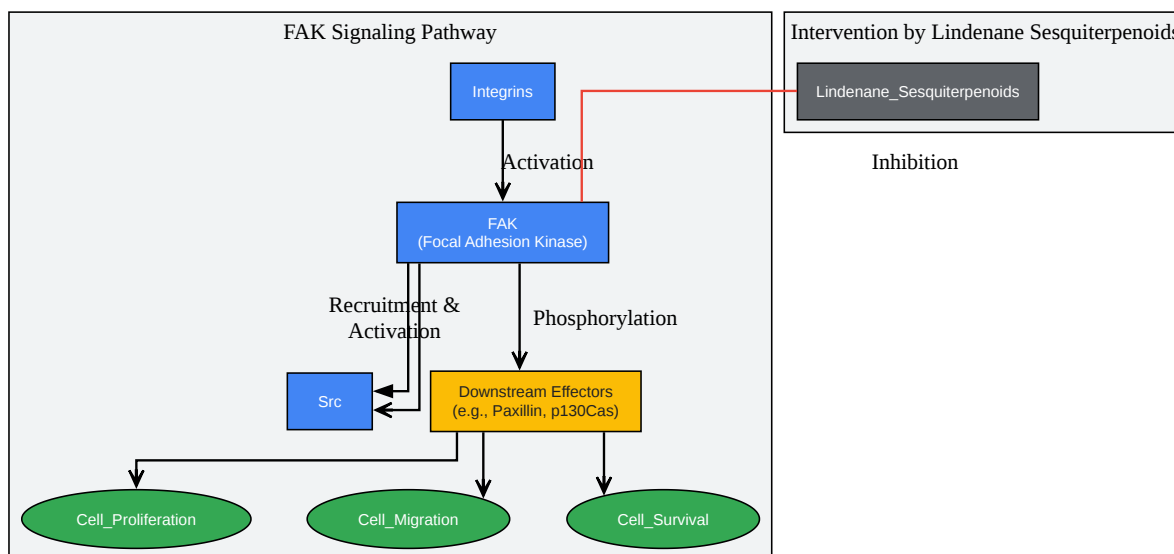 FAK Signaling Pathway
Intervention by Lindenane Sesquiterpenoids
Integrins
Lindenane_Sesquiterpenoids
Activation
Inhibition
FAK
(Focal Adhesion Kinase)
Recruitment &
Activation
Phosphorylation
Src
Downstream Effectors
(e.g., Paxillin, p130Cas)
Cell_Proliferation
Cell_Migration
Cell_Survival